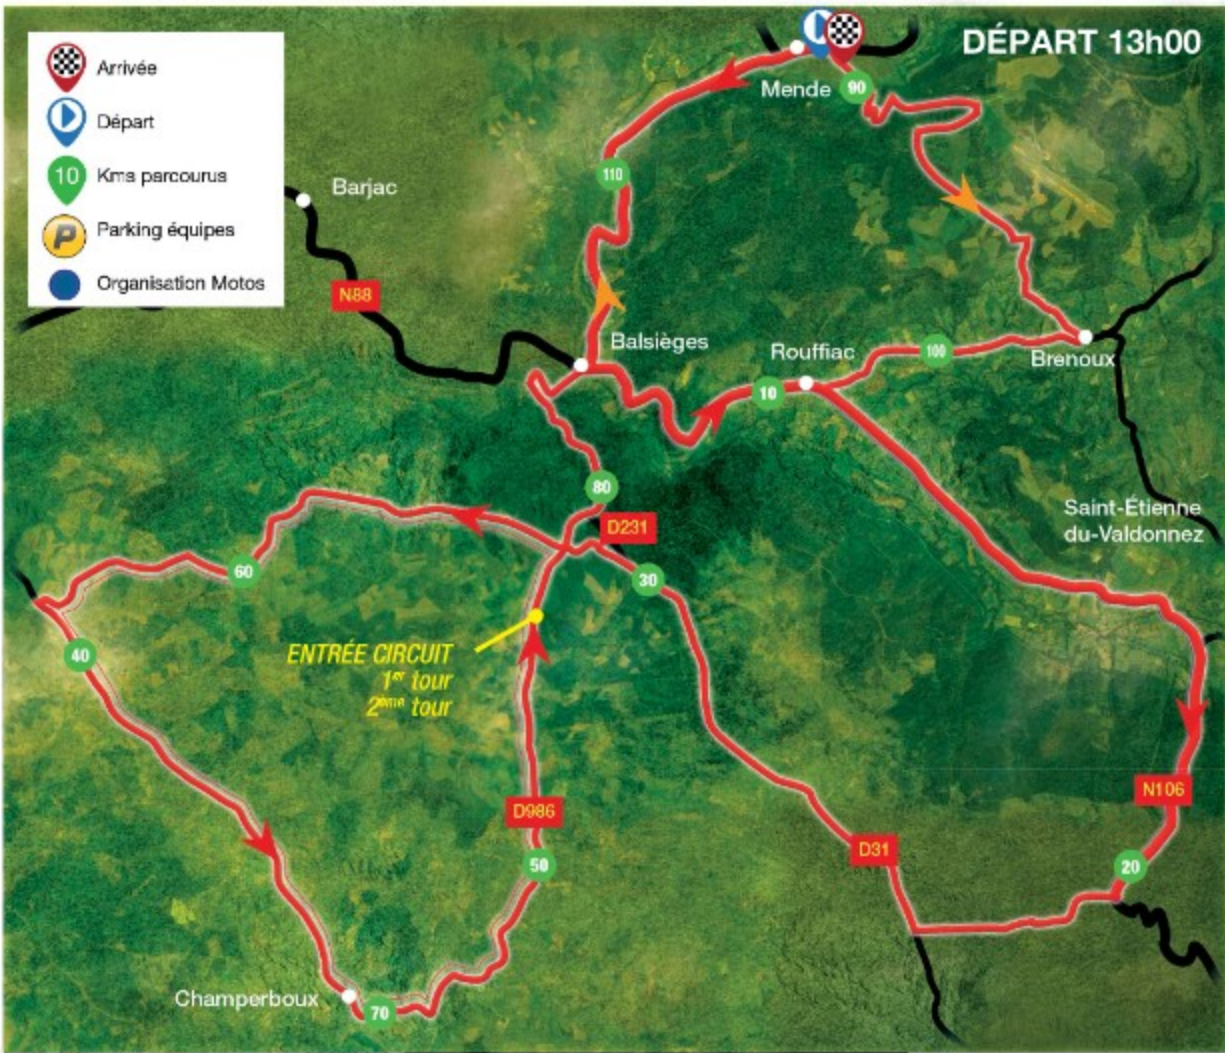 DÉPART 13h00
Arrivée
Départ
10 Kms parcourus
P Parking équipes
Organisation Motos
Mende
90
110
Barjac
N88
Balsièges
Rouffiac
100
Brenoux
10
80
D231
Saint-Étienne
du-Valdonnez
60
30
40
ENTRÉE CIRCUIT
1er tour
2ème tour
D986
N106
50
D31
20
Champerboux
70